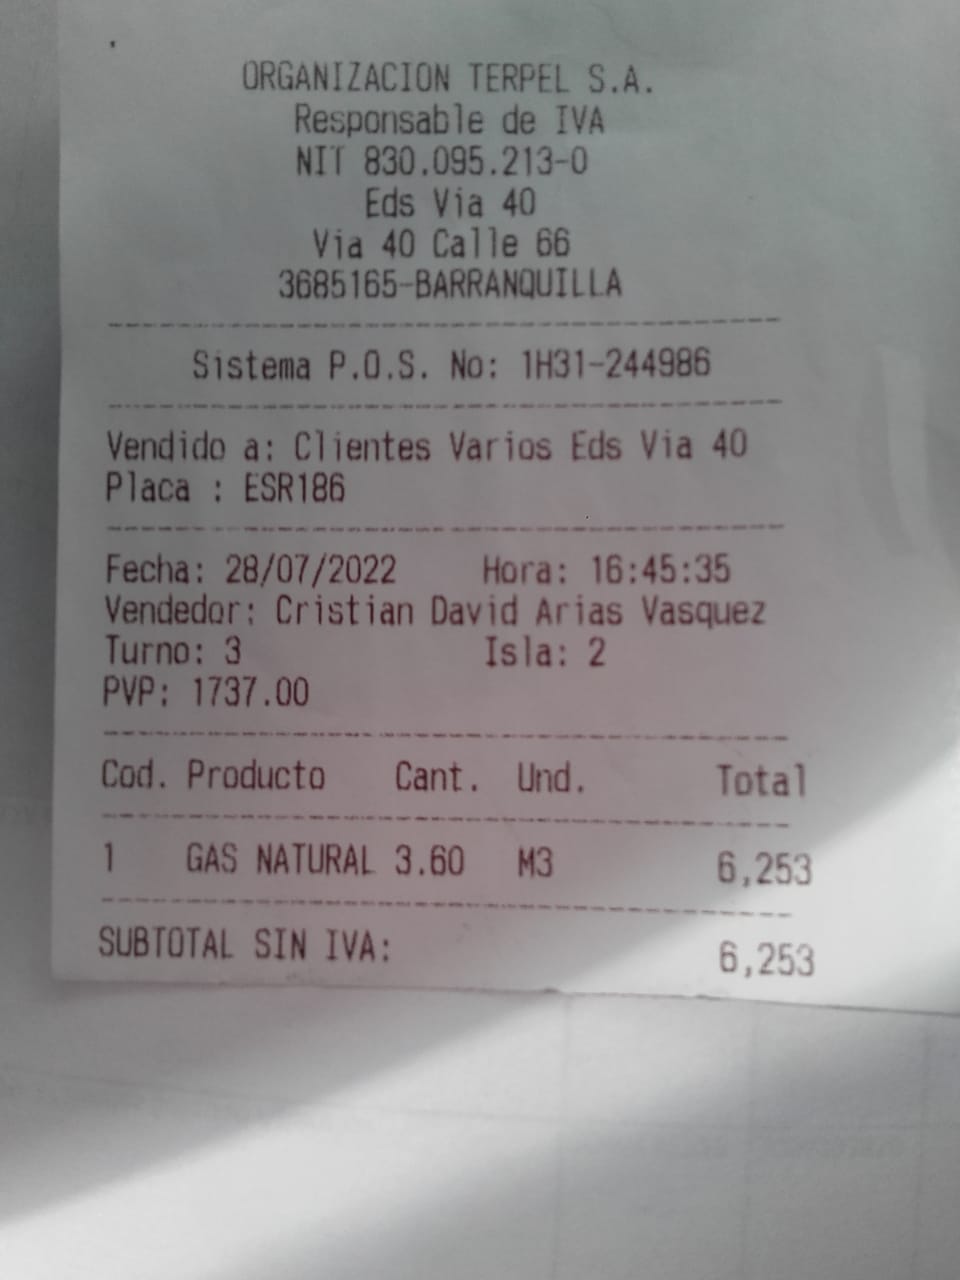 ORGANIZACION TERPEL S.A.
Responsable de IVA
NIT 830.095.213-0
Eds Via 40
Via 40 Calle 66
3685165-BARRANQUILLA
Sistema P.O.S. No: 1H31-244986
Vendido a: Clientes Varios Eds Via 40
Placa : ESR186
Fecha: 28/07/2022 Hora: 16:45:35
Vendedor: Cristian David Arias Vasquez
Turno: 3 Isla: 2
PVP: 1737.00
Cod. Producto Cant. Und. Total
1 GAS NATURAL 3.60 M3 6,253
SUBTOTAL SIN IVA: 6,253